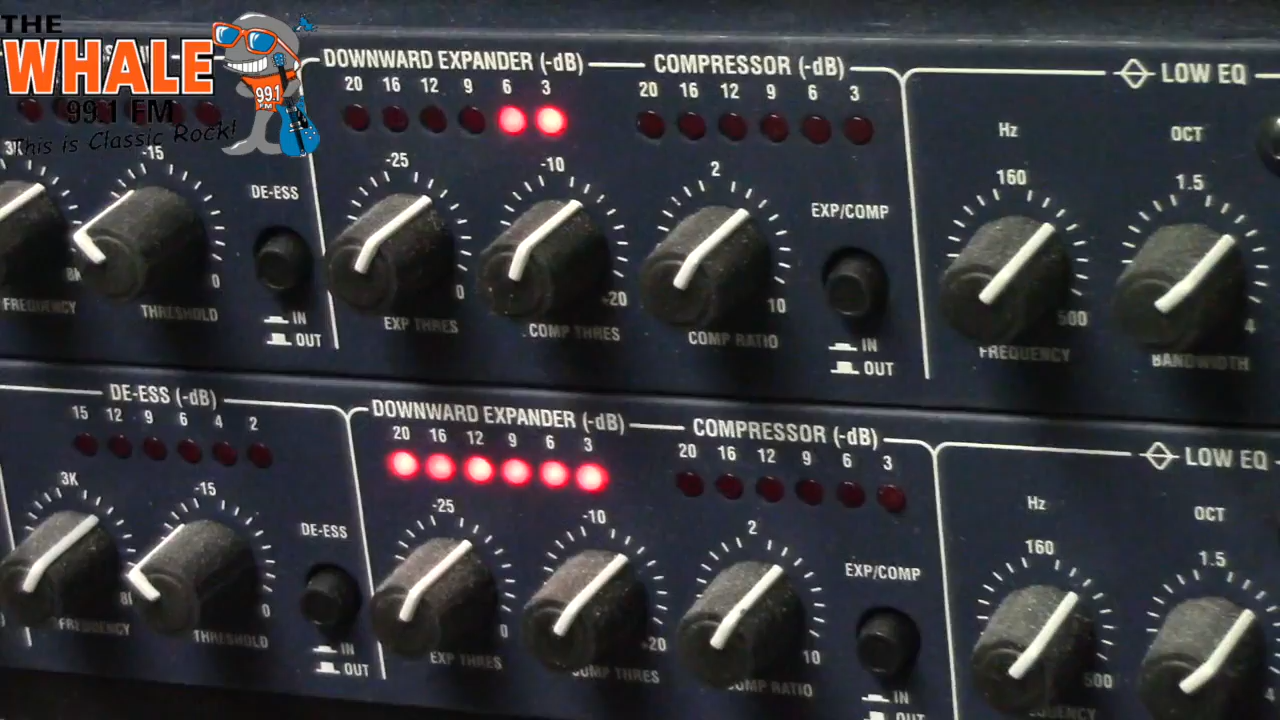 THE
WHALE
99.1 FM
This is Classic Rock!
99.1
FM
DOWNWARD EXPANDER (-dB)
COMPRESSOR (-dB)
LOW EQ
20 16 12 9 6 3
20 16 12 9 6 3
Hz
OCT
3K
-15
-25
-10
2
160
1.5
DE-ESS
EXP/COMP
8K
0
0
+20
10
500
4
FREQUENCY
THRESHOLD
EXP THRES
COMP THRES
COMP RATIO
FREQUENCY
BANDWIDTH
IN
OUT
IN
OUT
DE-ESS (-dB)
DOWNWARD EXPANDER (-dB)
COMPRESSOR (-dB)
LOW EQ
15 12 9 6 4 2
20 16 12 9 6 3
20 16 12 9 6 3
Hz
OCT
3K
-15
-25
-10
2
160
1.5
DE-ESS
EXP/COMP
0
0
+20
10
500
4
FREQUENCY
THRESHOLD
EXP THRES
COMP THRES
COMP RATIO
FREQUENCY
IN
OUT
IN
OUT